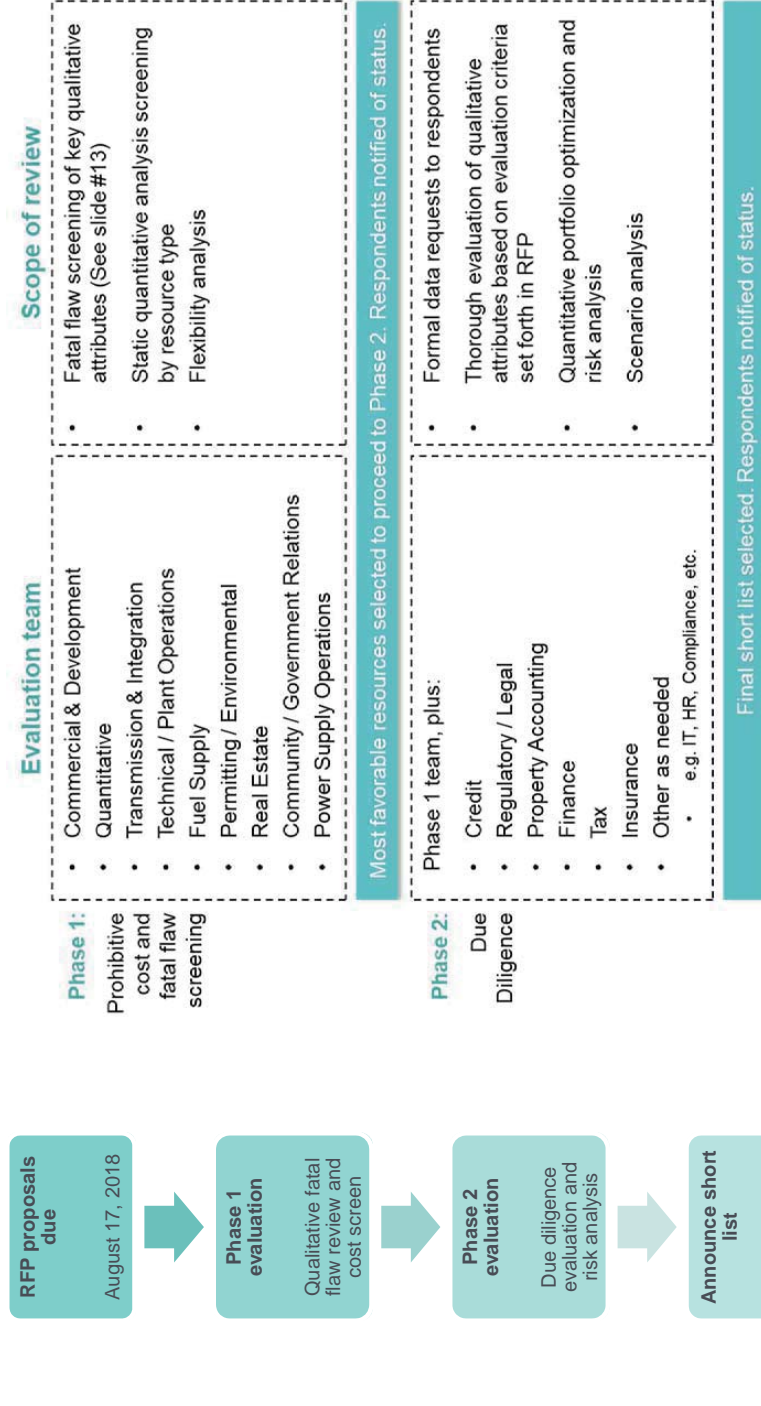 RFP proposals
due
August 17, 2018
Phase 1
evaluation
Qualitative fatal
flaw review and
cost screen
Phase 2
evaluation
Due diligence
evaluation and
risk analysis
Announce short
list
Evaluation team
Scope of review
Phase 1:
Prohibitive
cost and
fatal flaw
screening
• Commercial & Development
• Quantitative
• Transmission & Integration
• Technical / Plant Operations
• Fuel Supply
• Permitting / Environmental
• Real Estate
• Community / Government Relations
• Power Supply Operations
• Fatal flaw screening of key qualitative
attributes (See slide #13)
• Static quantitative analysis screening
by resource type
• Flexibility analysis
Most favorable resources selected to proceed to Phase 2. Respondents notified of status.
Phase 2:
Due
Diligence
Phase 1 team, plus:
• Credit
• Regulatory / Legal
• Property Accounting
• Finance
• Tax
• Insurance
• Other as needed
• e.g. IT, HR, Compliance, etc.
• Formal data requests to respondents
• Thorough evaluation of qualitative
attributes based on evaluation criteria
set forth in RFP
• Quantitative portfolio optimization and
risk analysis
• Scenario analysis
Final short list selected. Respondents notified of status.